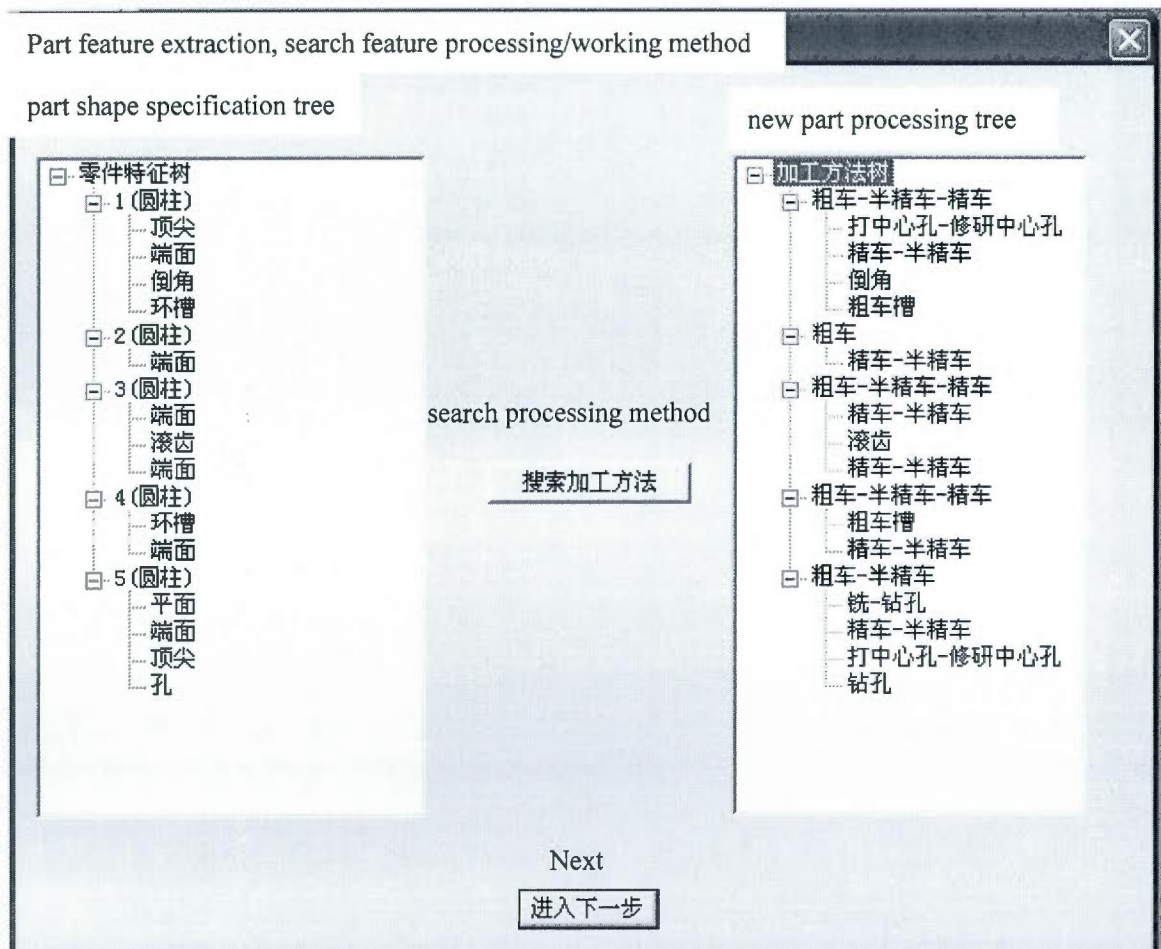 Part feature extraction, search feature processing/working method
part shape specification tree
零件特征树
1(圆柱)
顶尖
端面
倒角
环槽
2(圆柱)
端面
3(圆柱)
端面
滚齿
端面
4(圆柱)
环槽
端面
5(圆柱)
平面
端面
顶尖
孔
search processing method
搜索加工方法
new part processing tree
加工方法树
粗车-半精车-精车
打中心孔-修研中心孔
精车-半精车
倒角
粗车槽
粗车
精车-半精车
粗车-半精车-精车
精车-半精车
滚齿
精车-半精车
粗车-半精车-精车
粗车槽
精车-半精车
粗车-半精车
铣-钻孔
精车-半精车
打中心孔-修研中心孔
钻孔
Next
进入下一步